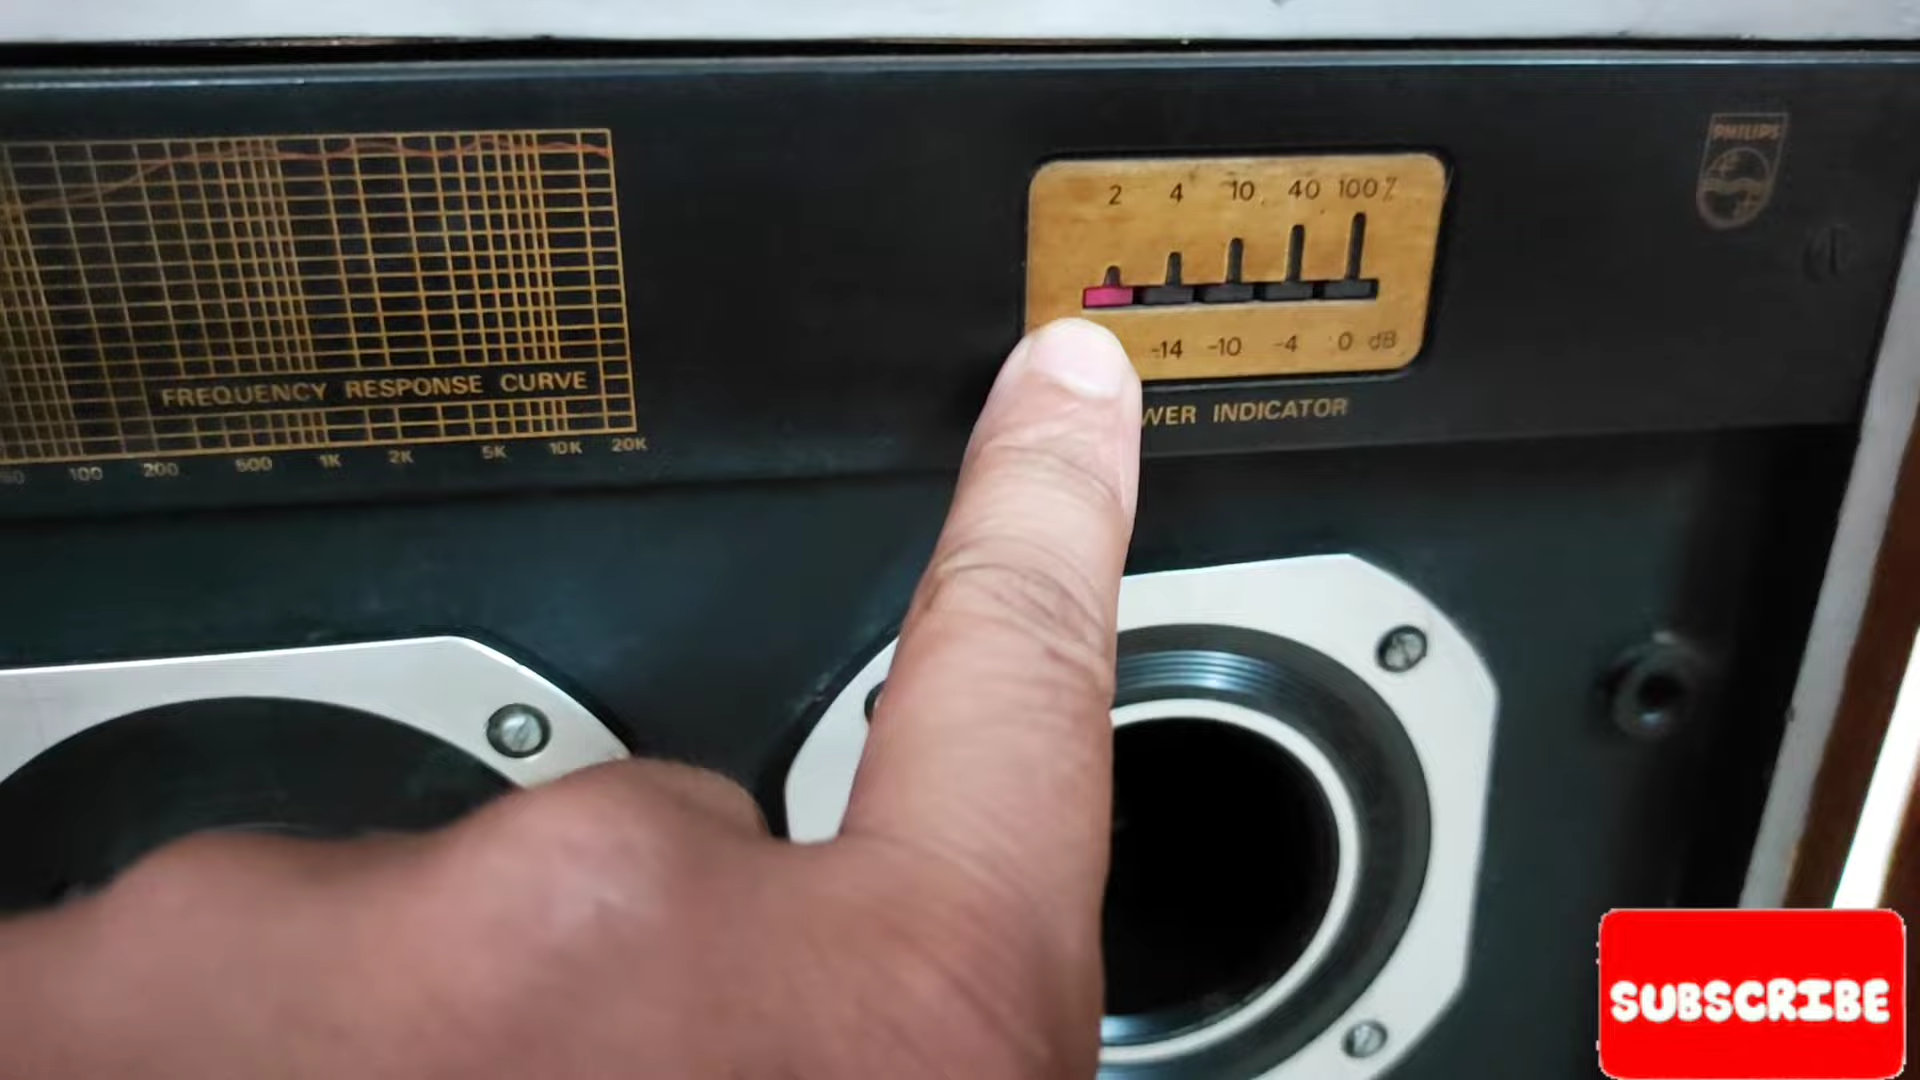 PHILIPS
2 4 10 40 100%
-14 -10 -4 0 dB
WER INDICATOR
FREQUENCY RESPONSE CURVE
100 200 500 1K 2K 5K 10K 20K
SUBSCRIBE